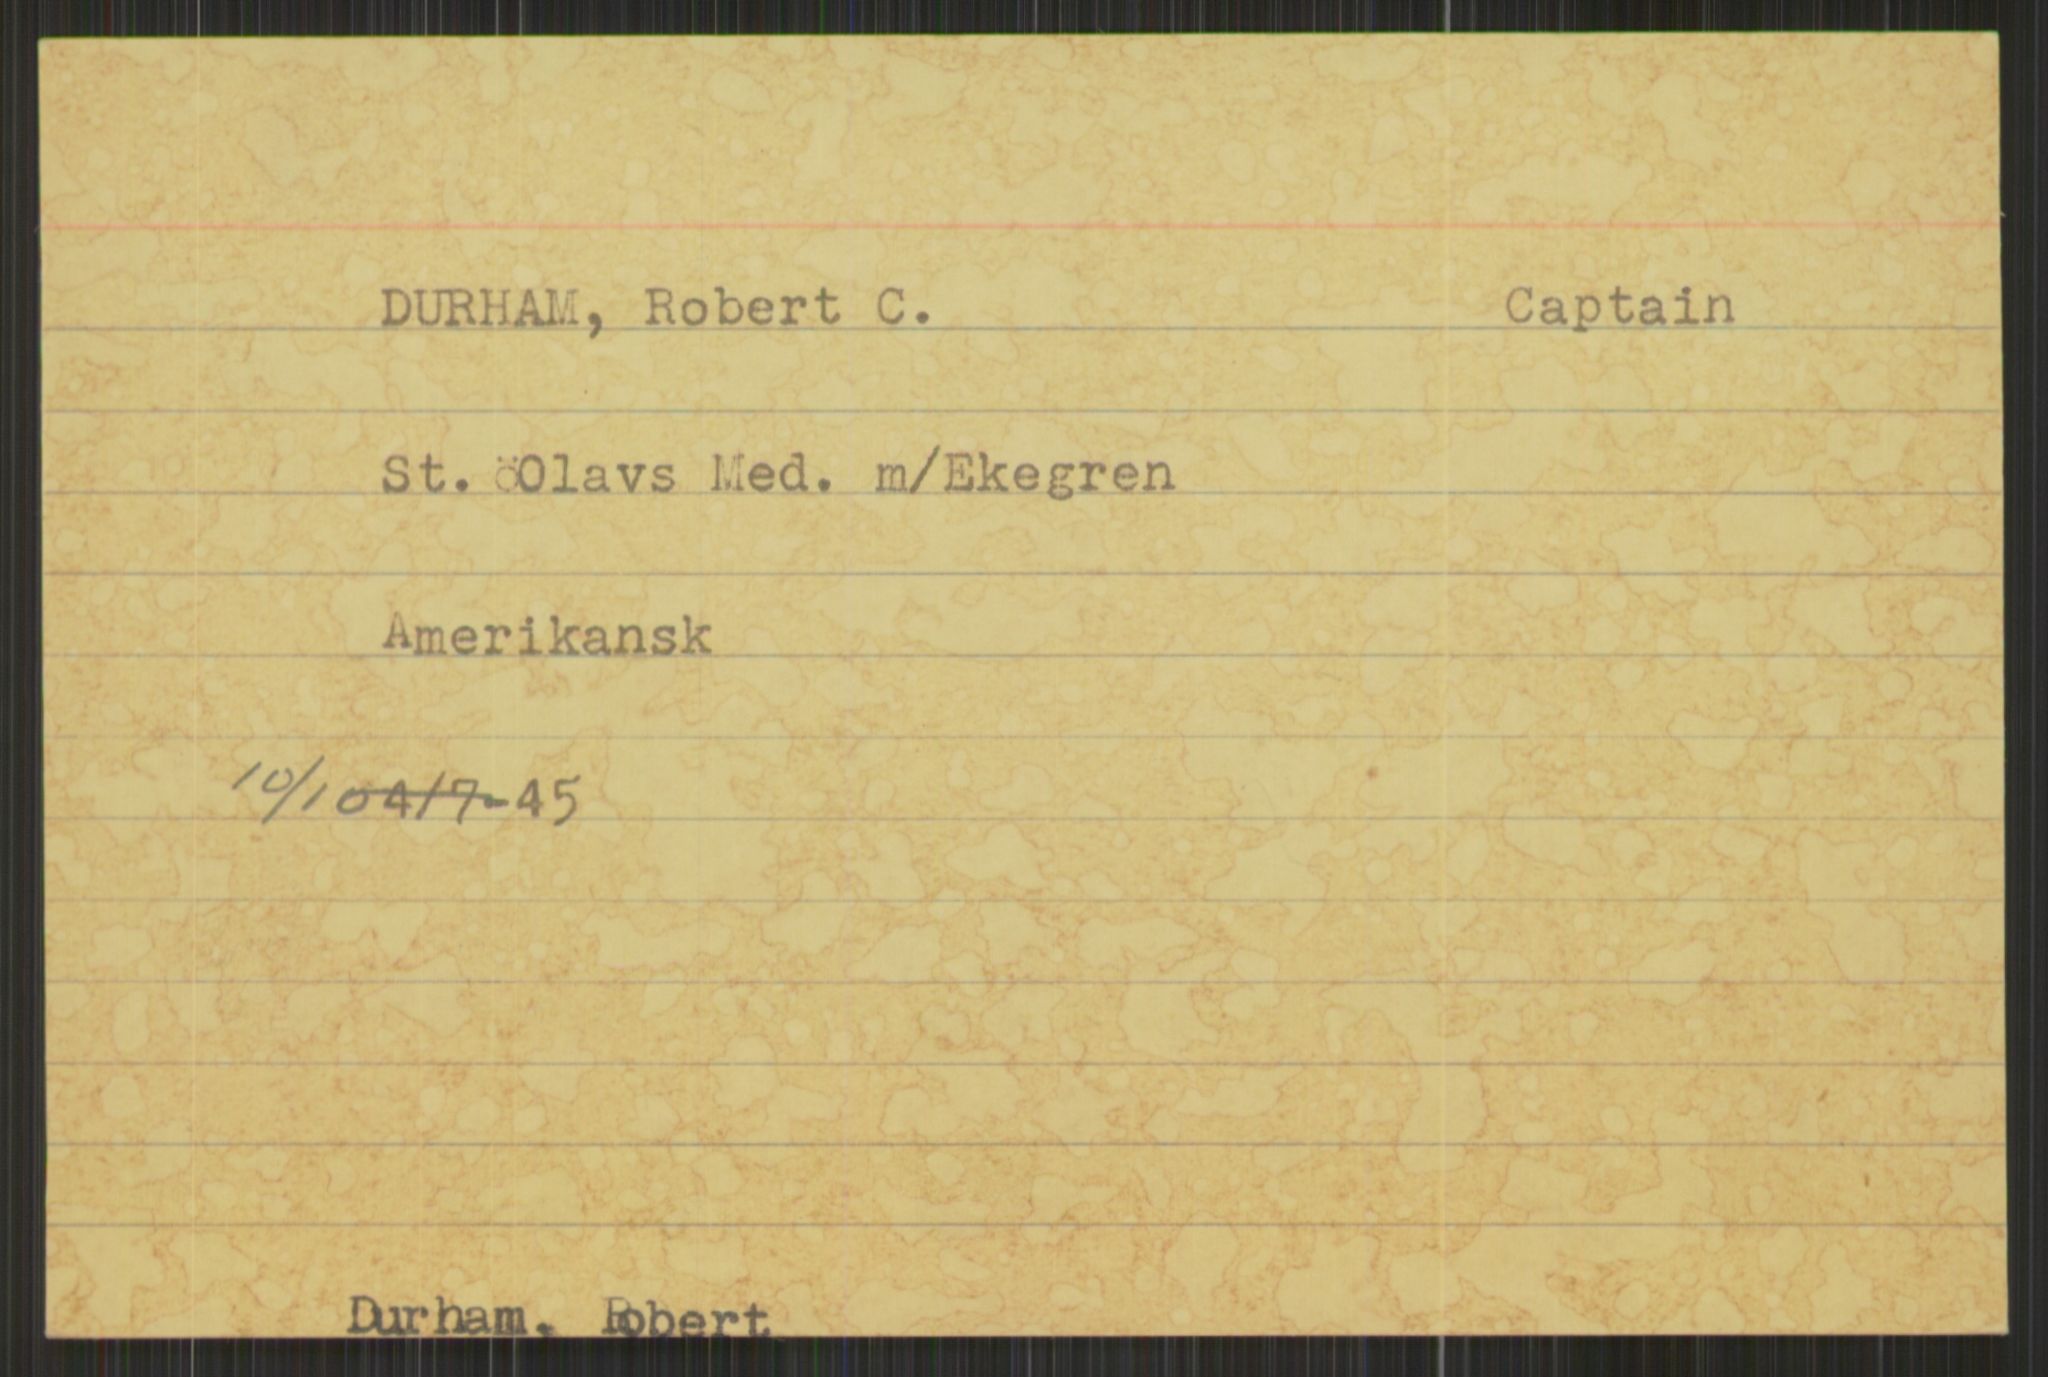 DURHAM, Robert C. Captain
St. öOlavs Med. m/Ekegren
Amerikansk
10/10 4/7-45
Durham. Robert